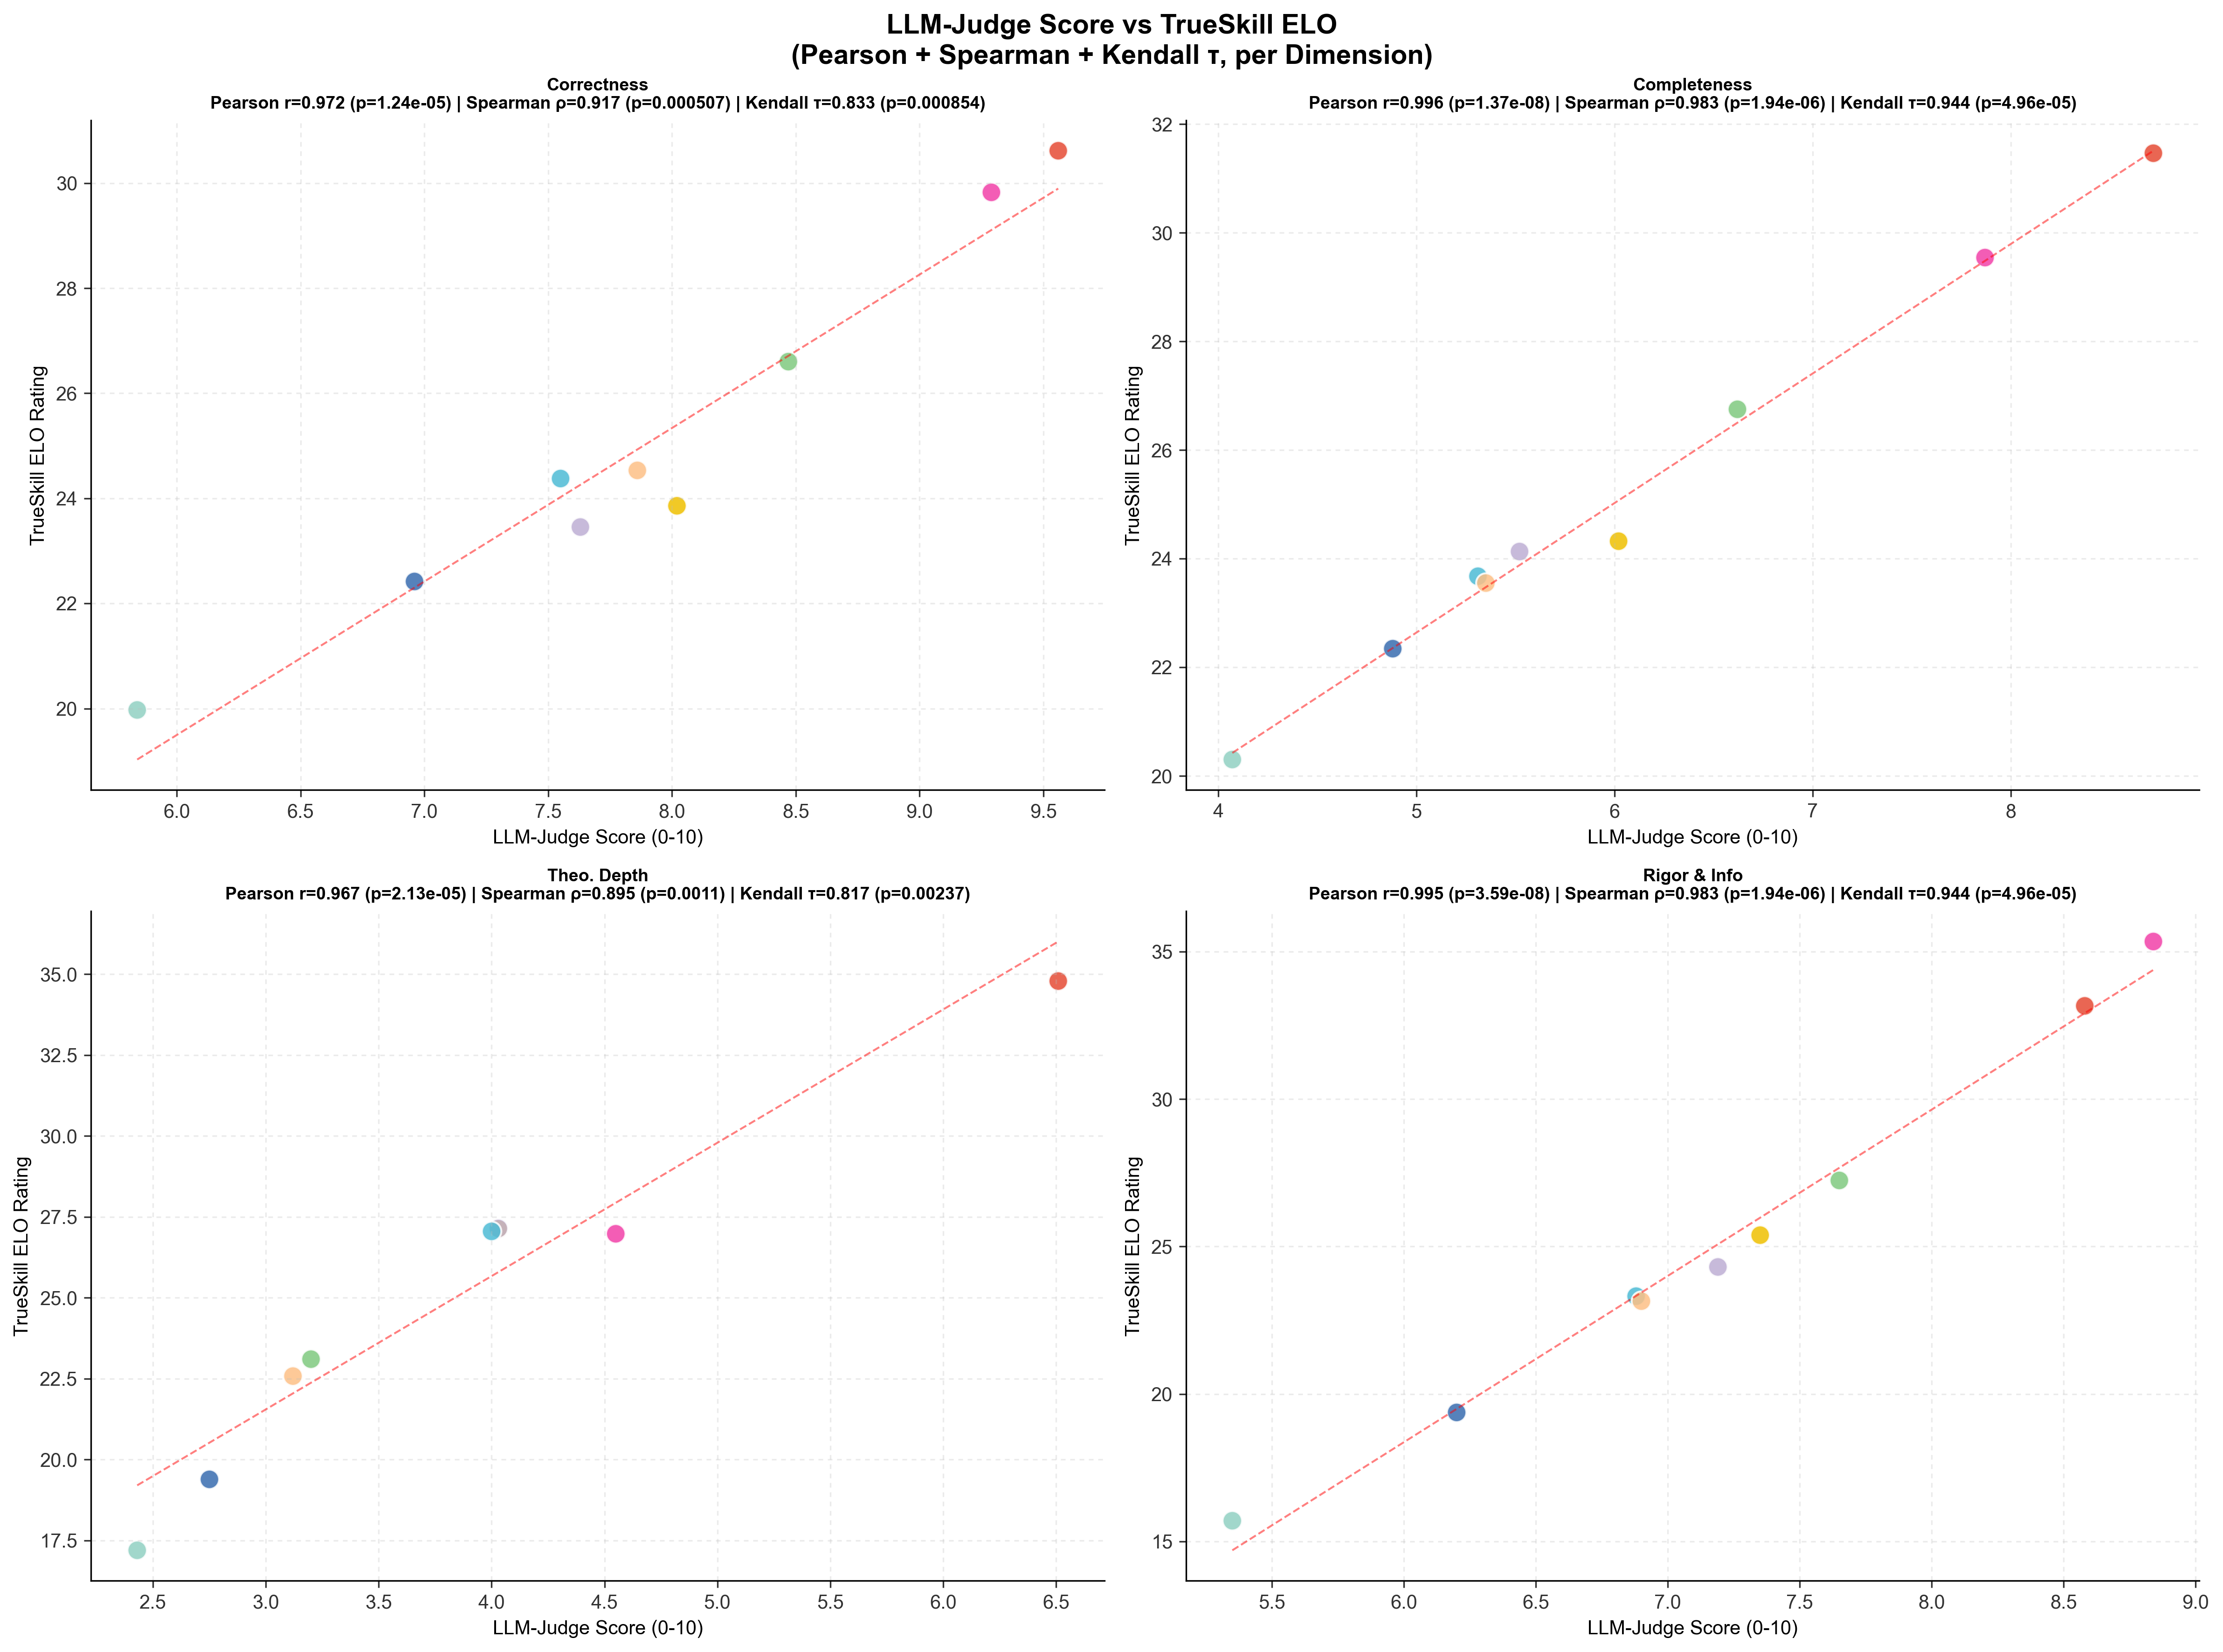 LLM-Judge Score vs TrueSkill ELO
(Pearson + Spearman + Kendall τ, per Dimension)
Correctness
Pearson r=0.972 (p=1.24e-05) | Spearman ρ=0.917 (p=0.000507) | Kendall τ=0.833 (p=0.000854)
TrueSkill ELO Rating
30
28
26
24
22
20
6.0 6.5 7.0 7.5 8.0 8.5 9.0 9.5
LLM-Judge Score (0-10)
Completeness
Pearson r=0.996 (p=1.37e-08) | Spearman ρ=0.983 (p=1.94e-06) | Kendall τ=0.944 (p=4.96e-05)
TrueSkill ELO Rating
32
30
28
26
24
22
20
4 5 6 7 8
LLM-Judge Score (0-10)
Theo. Depth
Pearson r=0.967 (p=2.13e-05) | Spearman ρ=0.895 (p=0.0011) | Kendall τ=0.817 (p=0.00237)
TrueSkill ELO Rating
35.0
32.5
30.0
27.5
25.0
22.5
20.0
17.5
2.5 3.0 3.5 4.0 4.5 5.0 5.5 6.0 6.5
LLM-Judge Score (0-10)
Rigor & Info
Pearson r=0.995 (p=3.59e-08) | Spearman ρ=0.983 (p=1.94e-06) | Kendall τ=0.944 (p=4.96e-05)
TrueSkill ELO Rating
35
30
25
20
15
5.5 6.0 6.5 7.0 7.5 8.0 8.5 9.0
LLM-Judge Score (0-10)